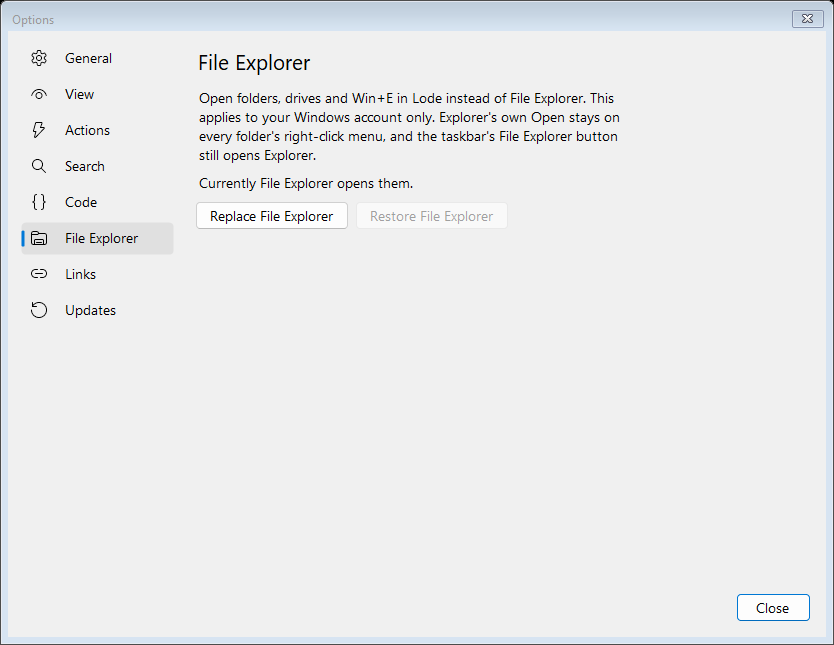 Options
General
View
Actions
Search
Code
File Explorer
Links
Updates
File Explorer
Open folders, drives and Win+E in Lode instead of File Explorer. This
applies to your Windows account only. Explorer's own Open stays on
every folder's right-click menu, and the taskbar's File Explorer button
still opens Explorer.
Currently File Explorer opens them.
Replace File Explorer
Restore File Explorer
Close